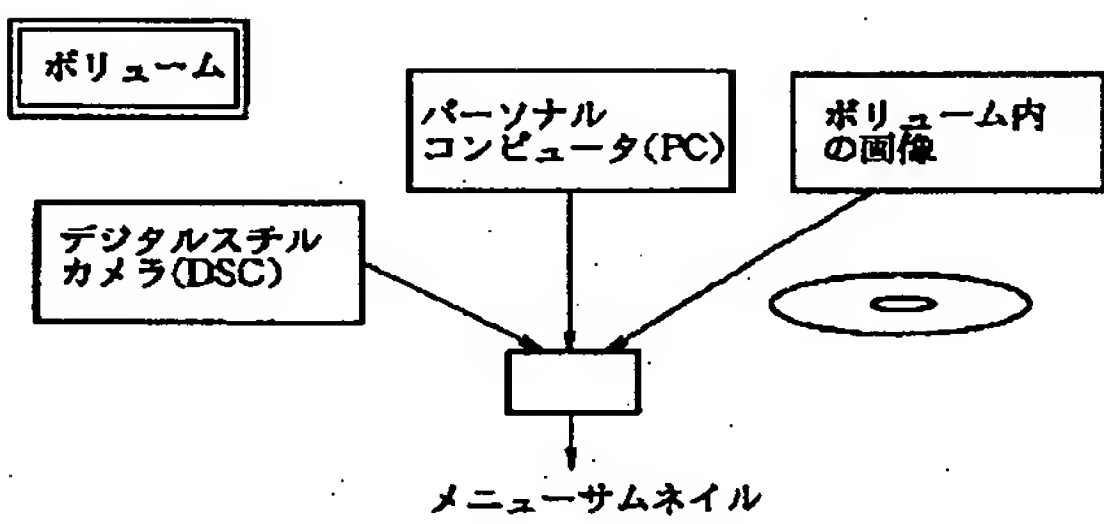 ボリューム
パーソナル
コンピュータ(PC)
ボリューム内
の画像
デジタルスチル
カメラ(DSC)
メニューサムネイル